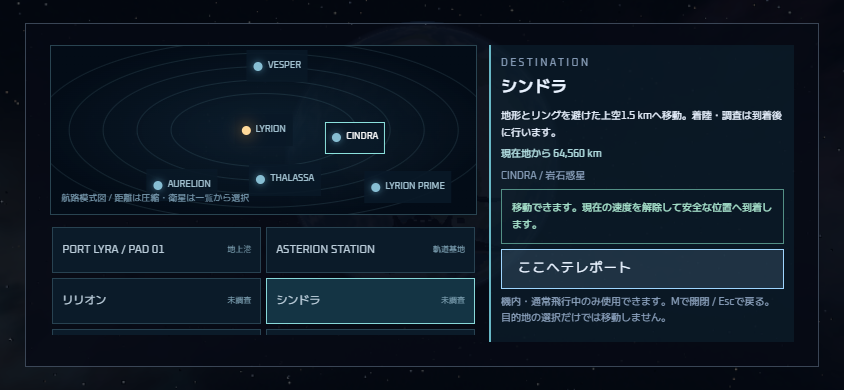 VESPER
LYRION
CINDRA
AURELION
THALASSA
LYRION PRIME
航路模式図 / 距離は圧縮・衛星は一覧から選択
PORT LYRA / PAD 01 地上港
ASTERION STATION 軌道基地
リリオン 未調査
シンドラ 未調査
DESTINATION
シンドラ
地形とリングを避けた上空1.5 kmへ移動。着陸・調査は到着後
に行います。
現在地から 64,560 km
CINDRA / 岩石惑星
移動できます。現在の速度を解除して安全な位置へ到着し
ます。
ここへテレポート
機内・通常飛行中のみ使用できます。Mで開閉 / Escで戻る。
目的地の選択だけでは移動しません。